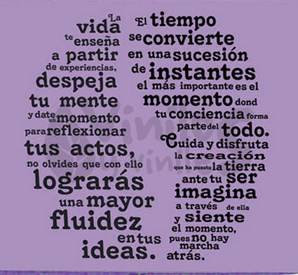 La
vida
te enseña
a partir
de experiencias,
despeja
tu mente
y date un
momento
para reflexionar
tus actos,
no olvides que con ello
lograrás
una mayor
fluidez
en tus
ideas.
El tiempo
se convierte
en una sucesión
de instantes
el más importante es el
momento dond
tu conciencia forma
parte del todo.
Cuida y disfruta
la creación
que ha puesto la tierra
ante tu ser
imagina
a través de ella
y siente
el momento,
pues no hay
marcha
atrás.